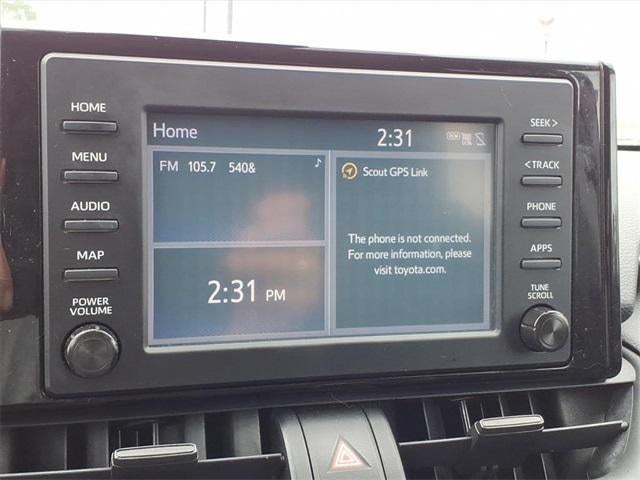 HOME
MENU
AUDIO
MAP
POWER
VOLUME
Home
2:31
DCM
FM 105.7 540&
2:31 PM
Scout GPS Link
The phone is not connected.
For more information, please
visit toyota.com.
SEEK >
< TRACK
PHONE
APPS
TUNE
SCROLL